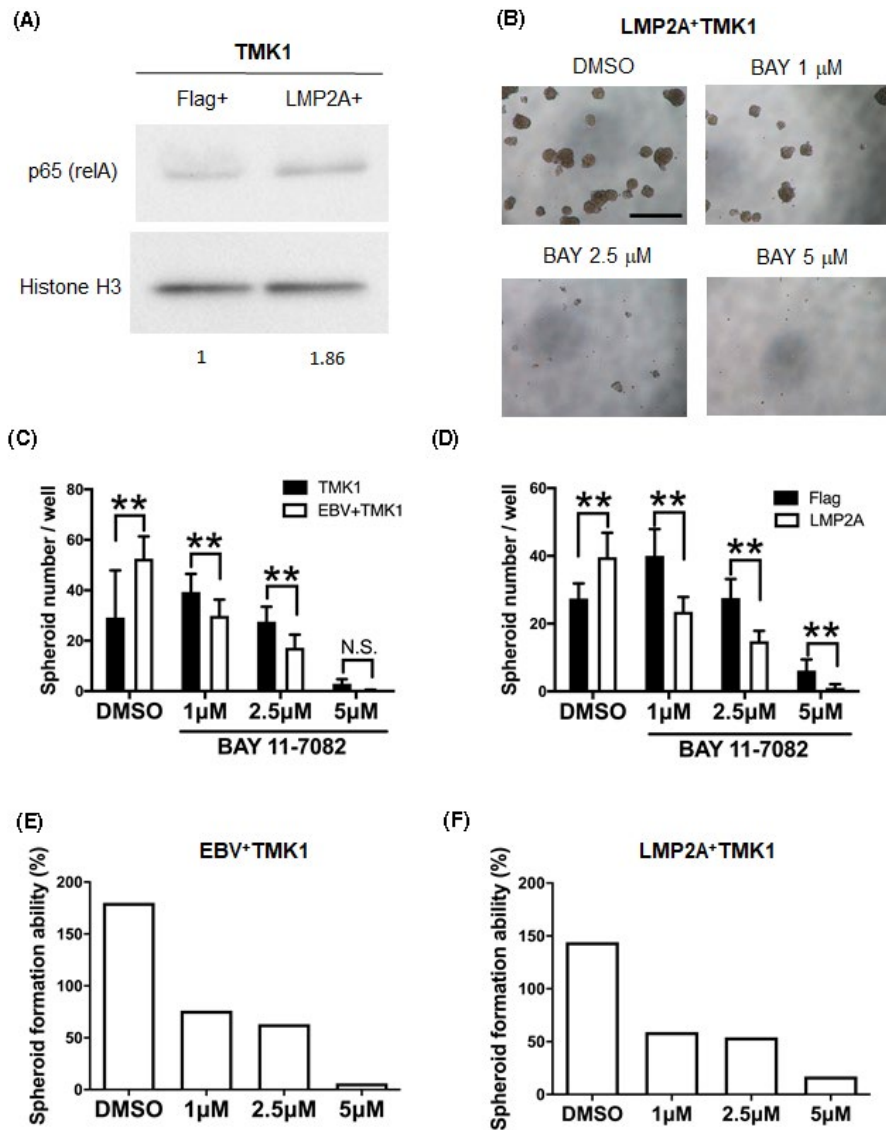 (A)
TMK1
Flag+ LMP2A+
p65 (relA)
Histone H3
1 1.86
(B)
LMP2A+TMK1
DMSO BAY 1 µM
BAY 2.5 µM BAY 5 µM
(C)
Spheroid number / well
80
60
40
20
0
** ** ** N.S.
TMK1
EBV+TMK1
DMSO 1µM 2.5µM 5µM
BAY 11-7082
(D)
Spheroid number / well
60
40
20
0
** ** ** **
Flag
LMP2A
DMSO 1µM 2.5µM 5µM
BAY 11-7082
(E)
EBV+TMK1
Spheroid formation ability (%)
200
150
100
50
0
DMSO 1µM 2.5µM 5µM
(F)
LMP2A+TMK1
Spheroid formation ability (%)
200
150
100
50
0
DMSO 1µM 2.5µM 5µM